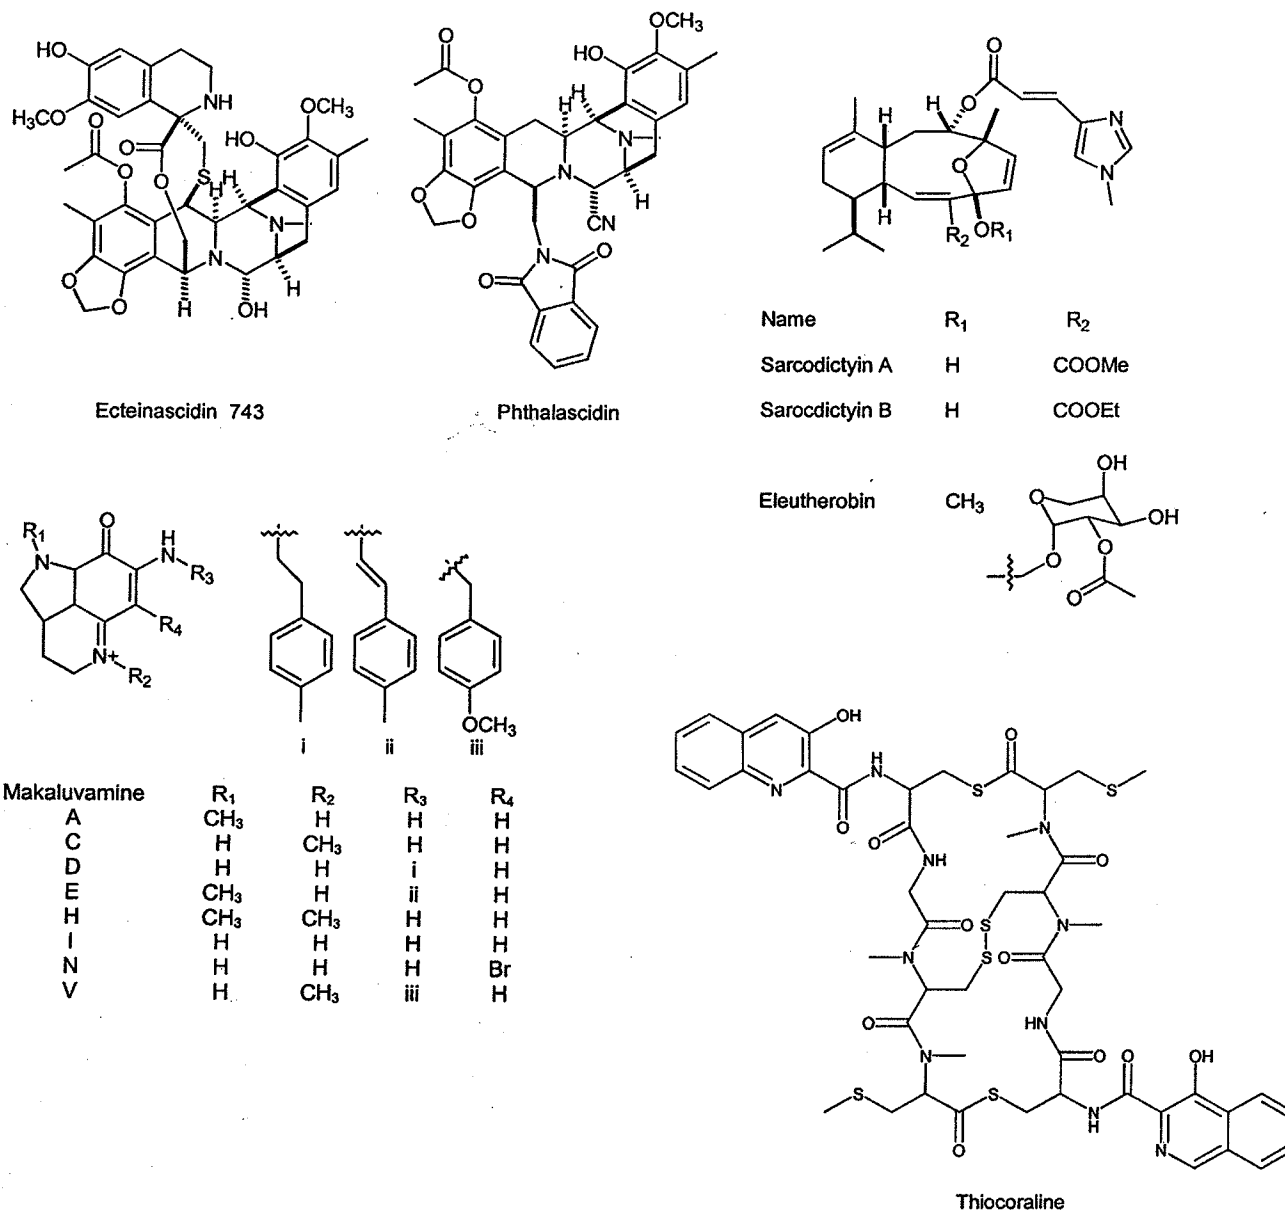 HO
CH₃O
NH
O
O
O
O
S
H
H
HO
OCH₃
N
N
O
O
H
OH
H
Ecteinascidin 743
OCH₃
HO
O
O
H
H
N
N
O
O
CN
H
O
N
O
Phthalascidin
O
O
H
H
O
N
N
R₂
OR₁
Name R₁ R₂
Sarcodictyin A H COOMe
Sarocdictyin B H COOEt
Eleutherobin CH₃
OH
O
OH
O
O
O
R₁
N
O
H
N
R₃
R₄
N+
R₂
OCH₃
i ii iii
Makaluvamine R₁ R₂ R₃ R₄
A CH₃ H H H
C H CH₃ H H
D H H i H
E CH₃ H ii H
H CH₃ CH₃ H H
I H H H H
N H H H Br
V H CH₃ iii H
OH
N
O
H
N
S
O
S
O
NH
N
O
O
N
S
S
N
O
O
O
N
HN
O
S
O
S
N
H
O
OH
N
Thiocoraline